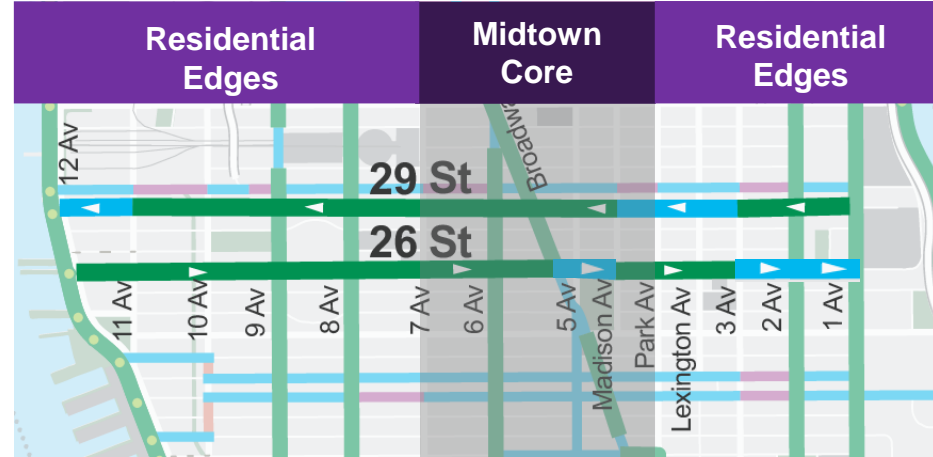 Residential
Edges
Midtown
Core
Residential
Edges
12 Av
Broadwa
29 St
26 St
11 Av
10 Av
9 Av
8 Av
7 Av
6 Av
5 Av
Madison Av
Park Av
Lexington Av
3 Av
2 Av
1 Av